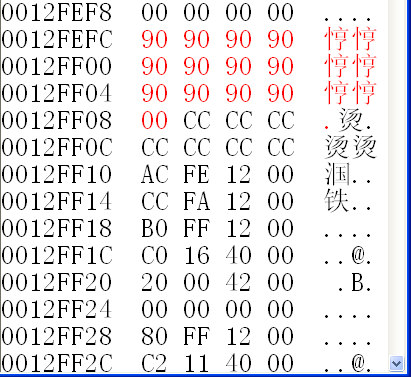 0012FEF8 00 00 00 00 ....
0012FEFC 90 90 90 90 悙悙
0012FF00 90 90 90 90 悙悙
0012FF04 90 90 90 90 悙悙
0012FF08 00 CC CC CC .烫.
0012FF0C CC CC CC CC 烫烫
0012FF10 AC FE 12 00 ..
0012FF14 CC FA 12 00 铁..
0012FF18 B0 FF 12 00 ....
0012FF1C C0 16 40 00 ..@.
0012FF20 20 00 42 00 .B.
0012FF24 00 00 00 00 ....
0012FF28 80 FF 12 00 ....
0012FF2C C2 11 40 00 ..@.